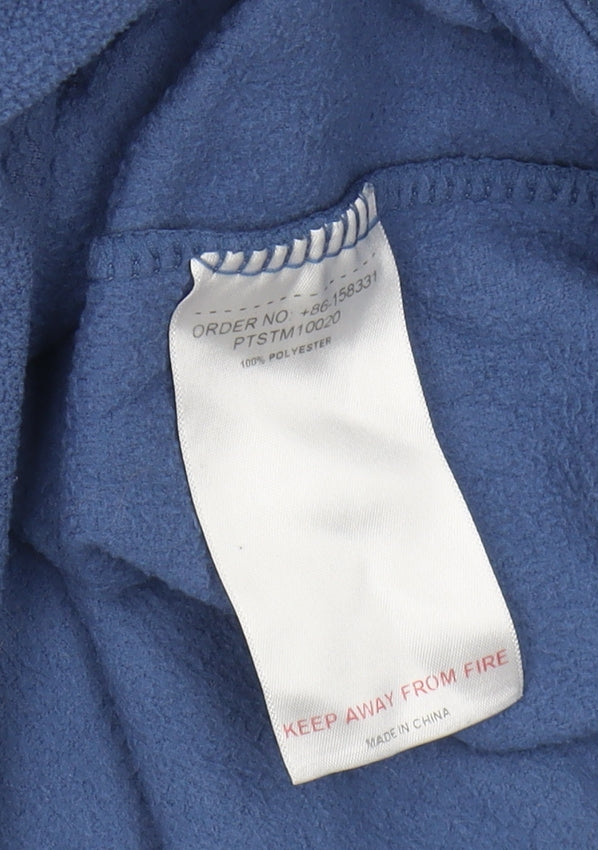 ORDER NO: +86-158331
PTSTM10020
100% POLYESTER
KEEP AWAY FROM FIRE
MADE IN CHINA